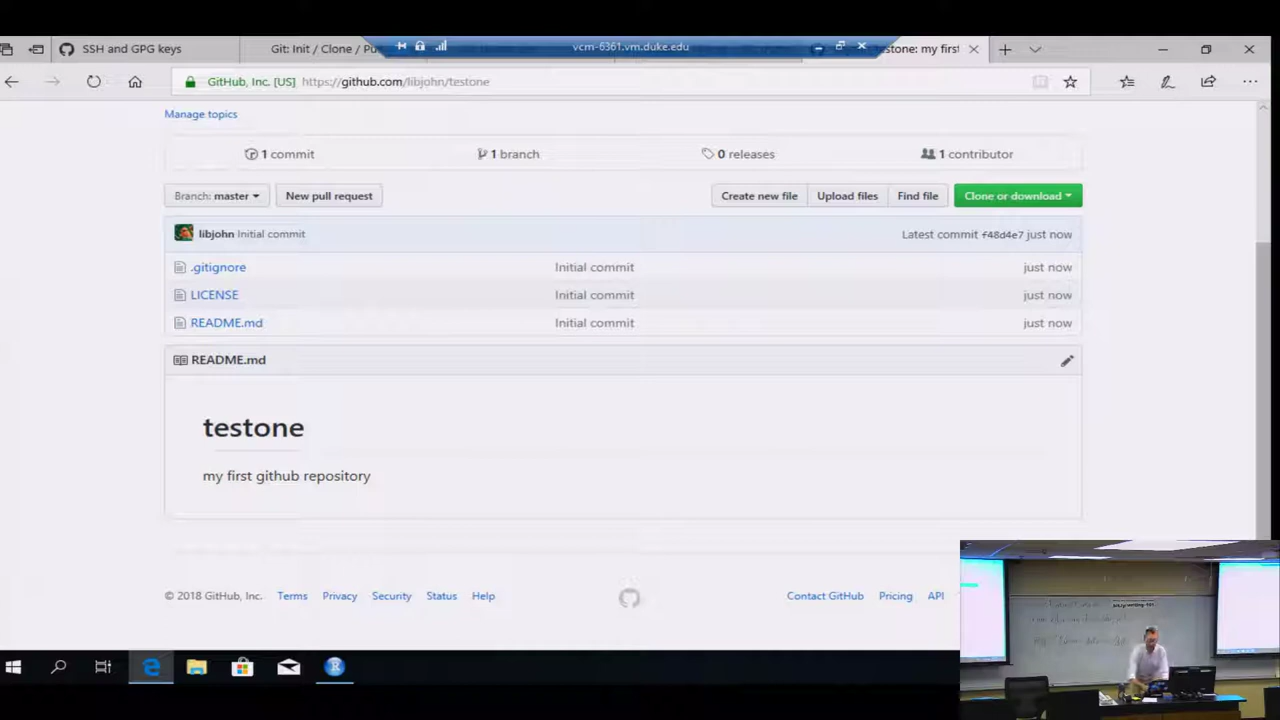 SSH and GPG keys
Git: Init / Clone / Pu
vcm-6361.vm.duke.edu
testone: my first
GitHub, Inc. [US] https://github.com/libjohn/testone
Manage topics
1 commit
1 branch
0 releases
1 contributor
Branch: master
New pull request
Create new file
Upload files
Find file
Clone or download
libjohn Initial commit
Latest commit f48d4e7 just now
.gitignore Initial commit just now
LICENSE Initial commit just now
README.md Initial commit just now
README.md
testone
my first github repository
© 2018 GitHub, Inc. Terms Privacy Security Status Help
Contact GitHub Pricing API